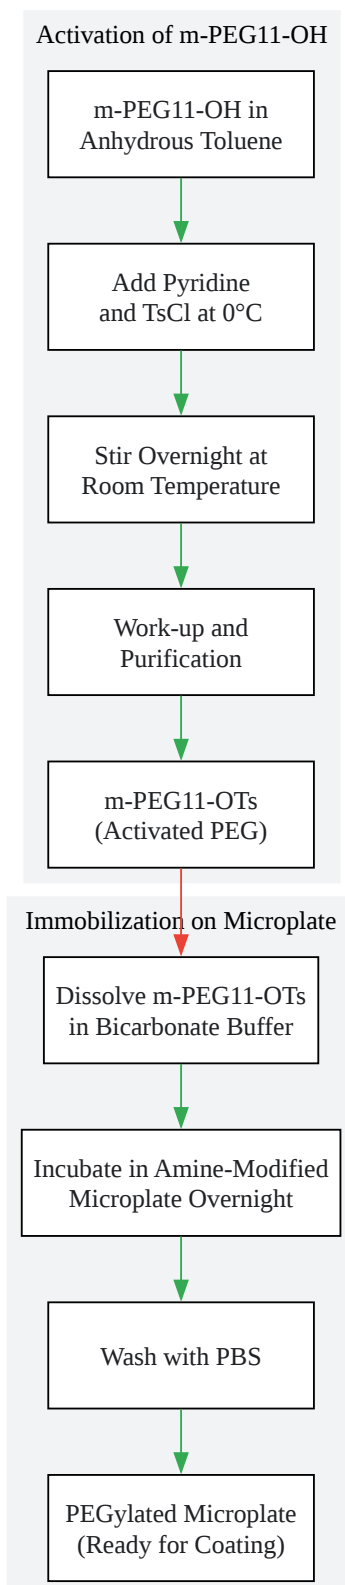 Activation of m-PEG11-OH
m-PEG11-OH in
Anhydrous Toluene
Add Pyridine
and TsCl at 0°C
Stir Overnight at
Room Temperature
Work-up and
Purification
m-PEG11-OTs
(Activated PEG)
Immobilization on Microplate
Dissolve m-PEG11-OTs
in Bicarbonate Buffer
Incubate in Amine-Modified
Microplate Overnight
Wash with PBS
PEGylated Microplate
(Ready for Coating)